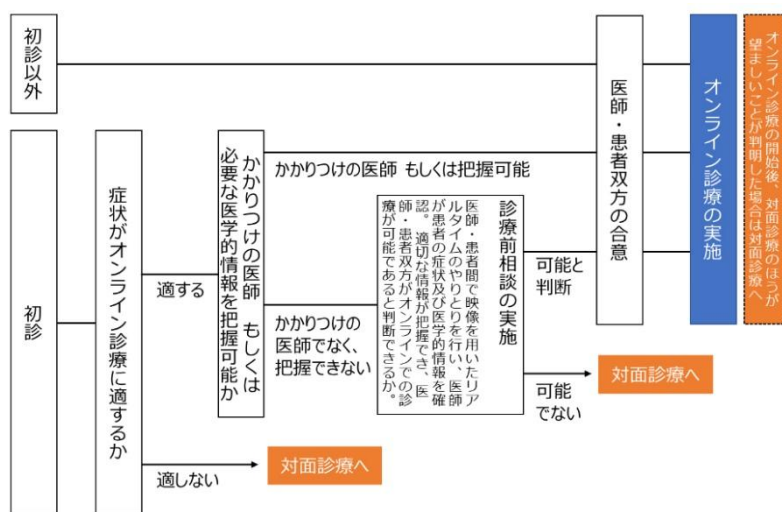 初診以外
初診
症状がオンライン診療に適するか
適する
適しない
対面診療へ
かかりつけの医師 もしくは
必要な医学的情報を把握可能か
かかりつけの医師 もしくは把握可能
かかりつけの
医師でなく、
把握できない
診療前相談の実施
医師・患者間で映像を用いたリア
ルタイムのやりとりを行い、医師
が患者の症状及び医学的情報を確
認。適切な情報が把握でき、医
師・患者双方がオンラインでの診
療が可能であると判断できるか。
可能と
判断
可能
でない
対面診療へ
医師・患者双方の合意
オンライン診療の実施
オンライン診療の開始後、対面診療のほうが
望ましいことが判明した場合は対面診療へ